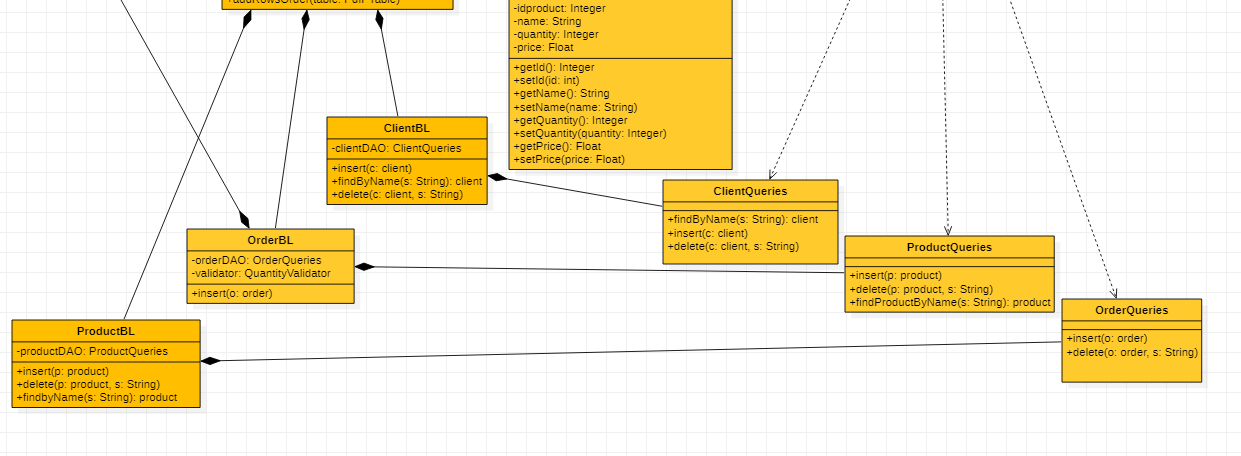 -idproduct: Integer
-name: String
-quantity: Integer
-price: Float
+getId(): Integer
+setId(id: int)
+getName(): String
+setName(name: String)
+getQuantity(): Integer
+setQuantity(quantity: Integer)
+getPrice(): Float
+setPrice(price: Float)
ClientBL
-clientDAO: ClientQueries
+insert(c: client)
+findByName(s: String): client
+delete(c: client, s: String)
ClientQueries
+findByName(s: String): client
+insert(c: client)
+delete(c: client, s: String)
OrderBL
-orderDAO: OrderQueries
-validator: QuantityValidator
+insert(o: order)
ProductQueries
+insert(p: product)
+delete(p: product, s: String)
+findProductByName(s: String): product
OrderQueries
+insert(o: order)
+delete(o: order, s: String)
ProductBL
-productDAO: ProductQueries
+insert(p: product)
+delete(p: product, s: String)
+findbyName(s: String): product